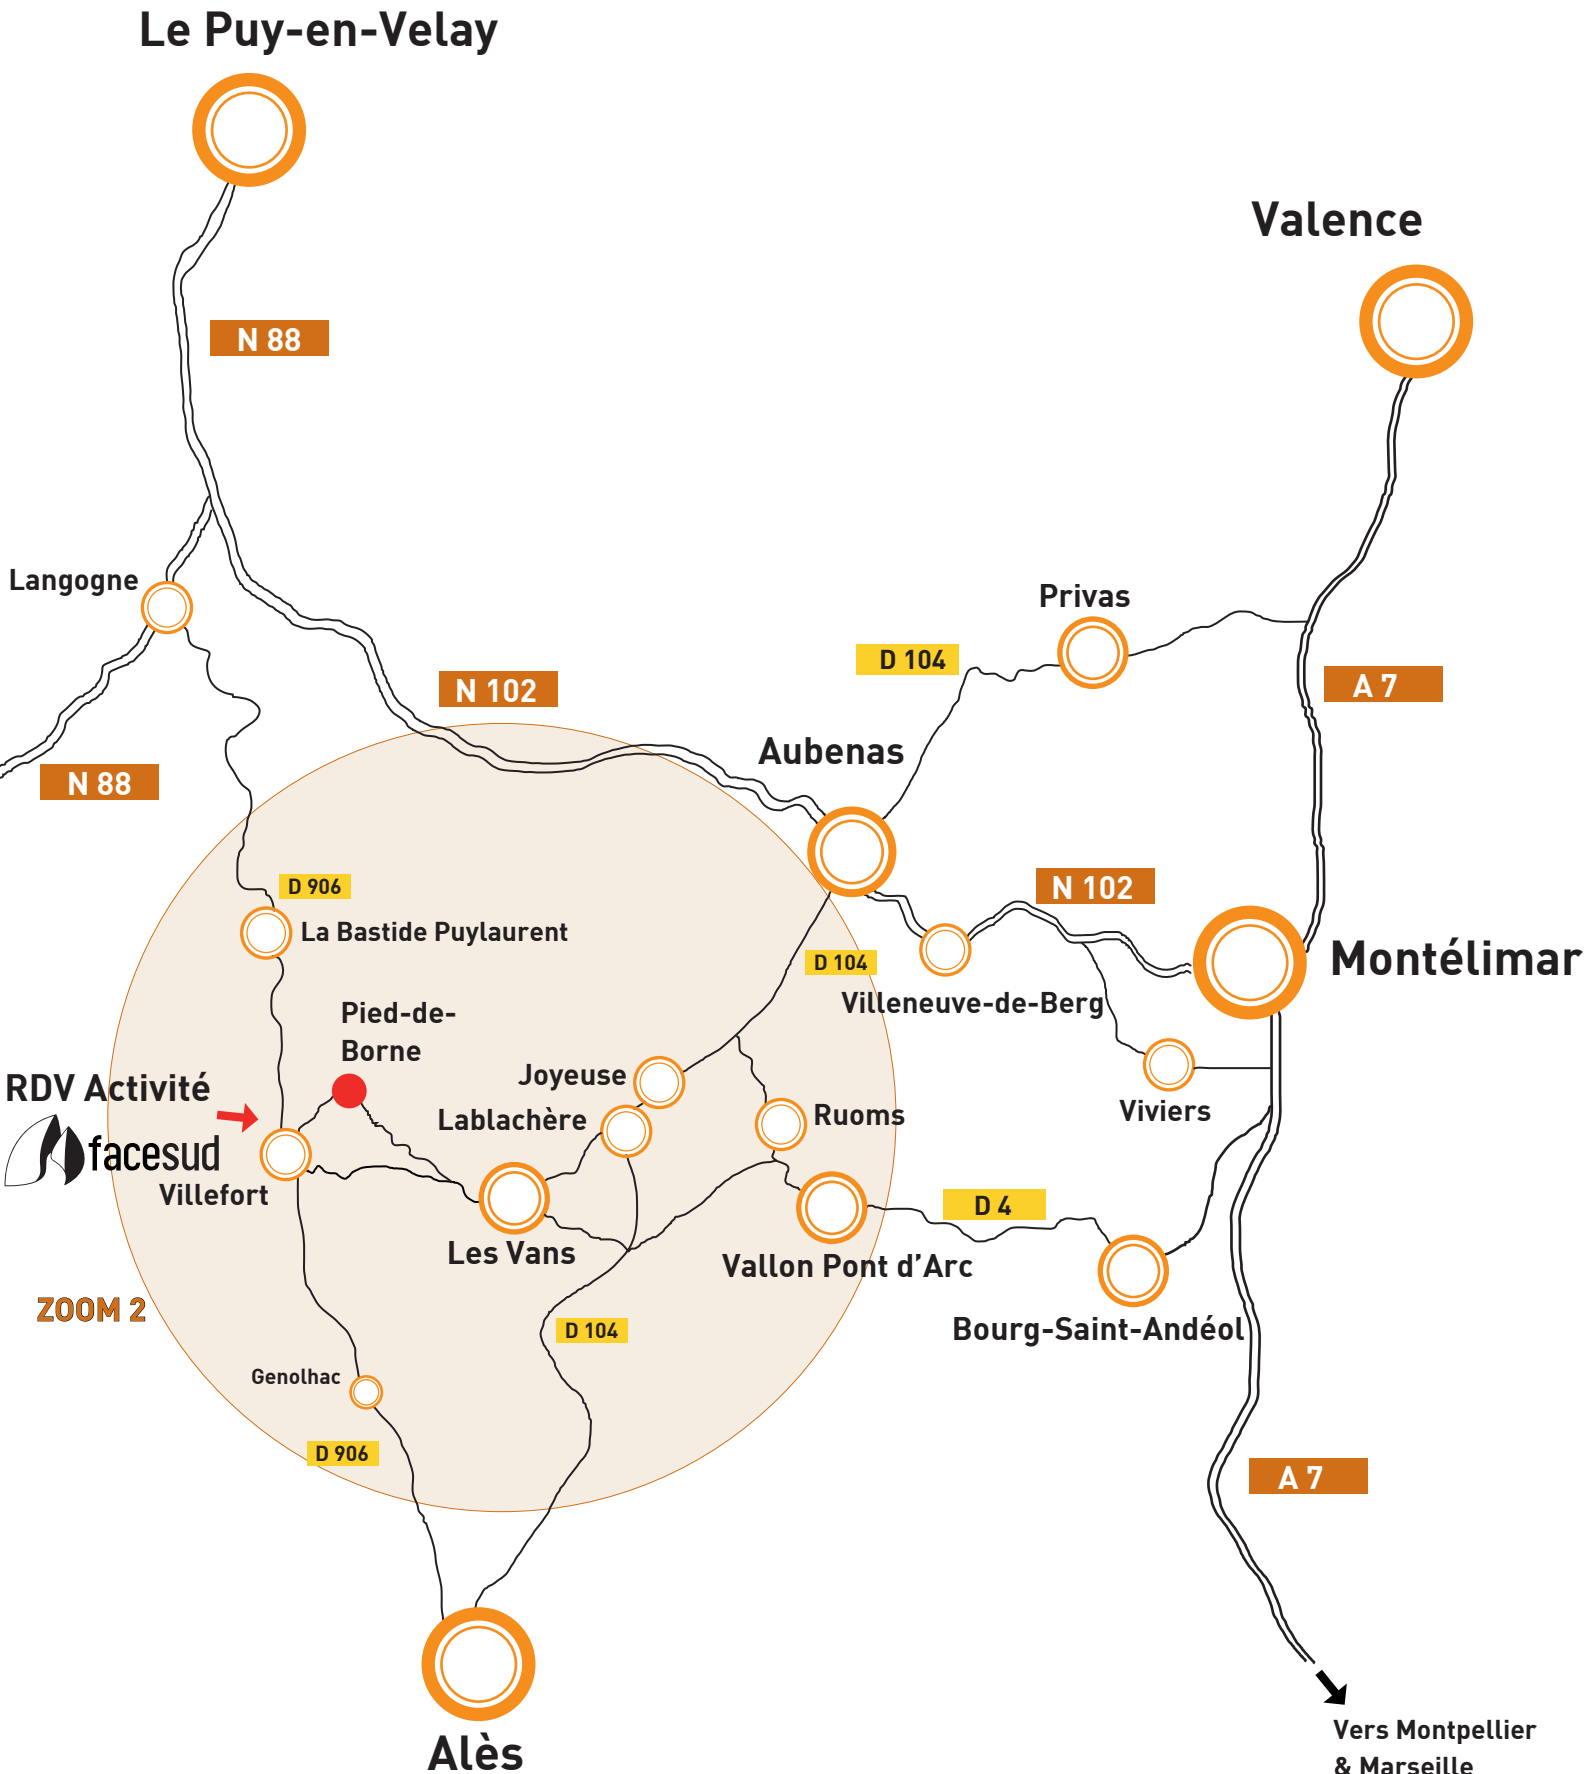 Le Puy-en-Velay
Valence
N 88
Langogne
Privas
D 104
N 102
A 7
Aubenas
N 88
N 102
D 906
La Bastide Puylaurent
Montélimar
D 104
Villeneuve-de-Berg
Pied-de-
Borne
Joyeuse
RDV Activité
Lablachère
Ruoms
Viviers
facesud
Villefort
D 4
Les Vans
Vallon Pont d’Arc
ZOOM 2
D 104
Bourg-Saint-Andéol
Genolhac
D 906
A 7
Vers Montpellier
& Marseille
Alès